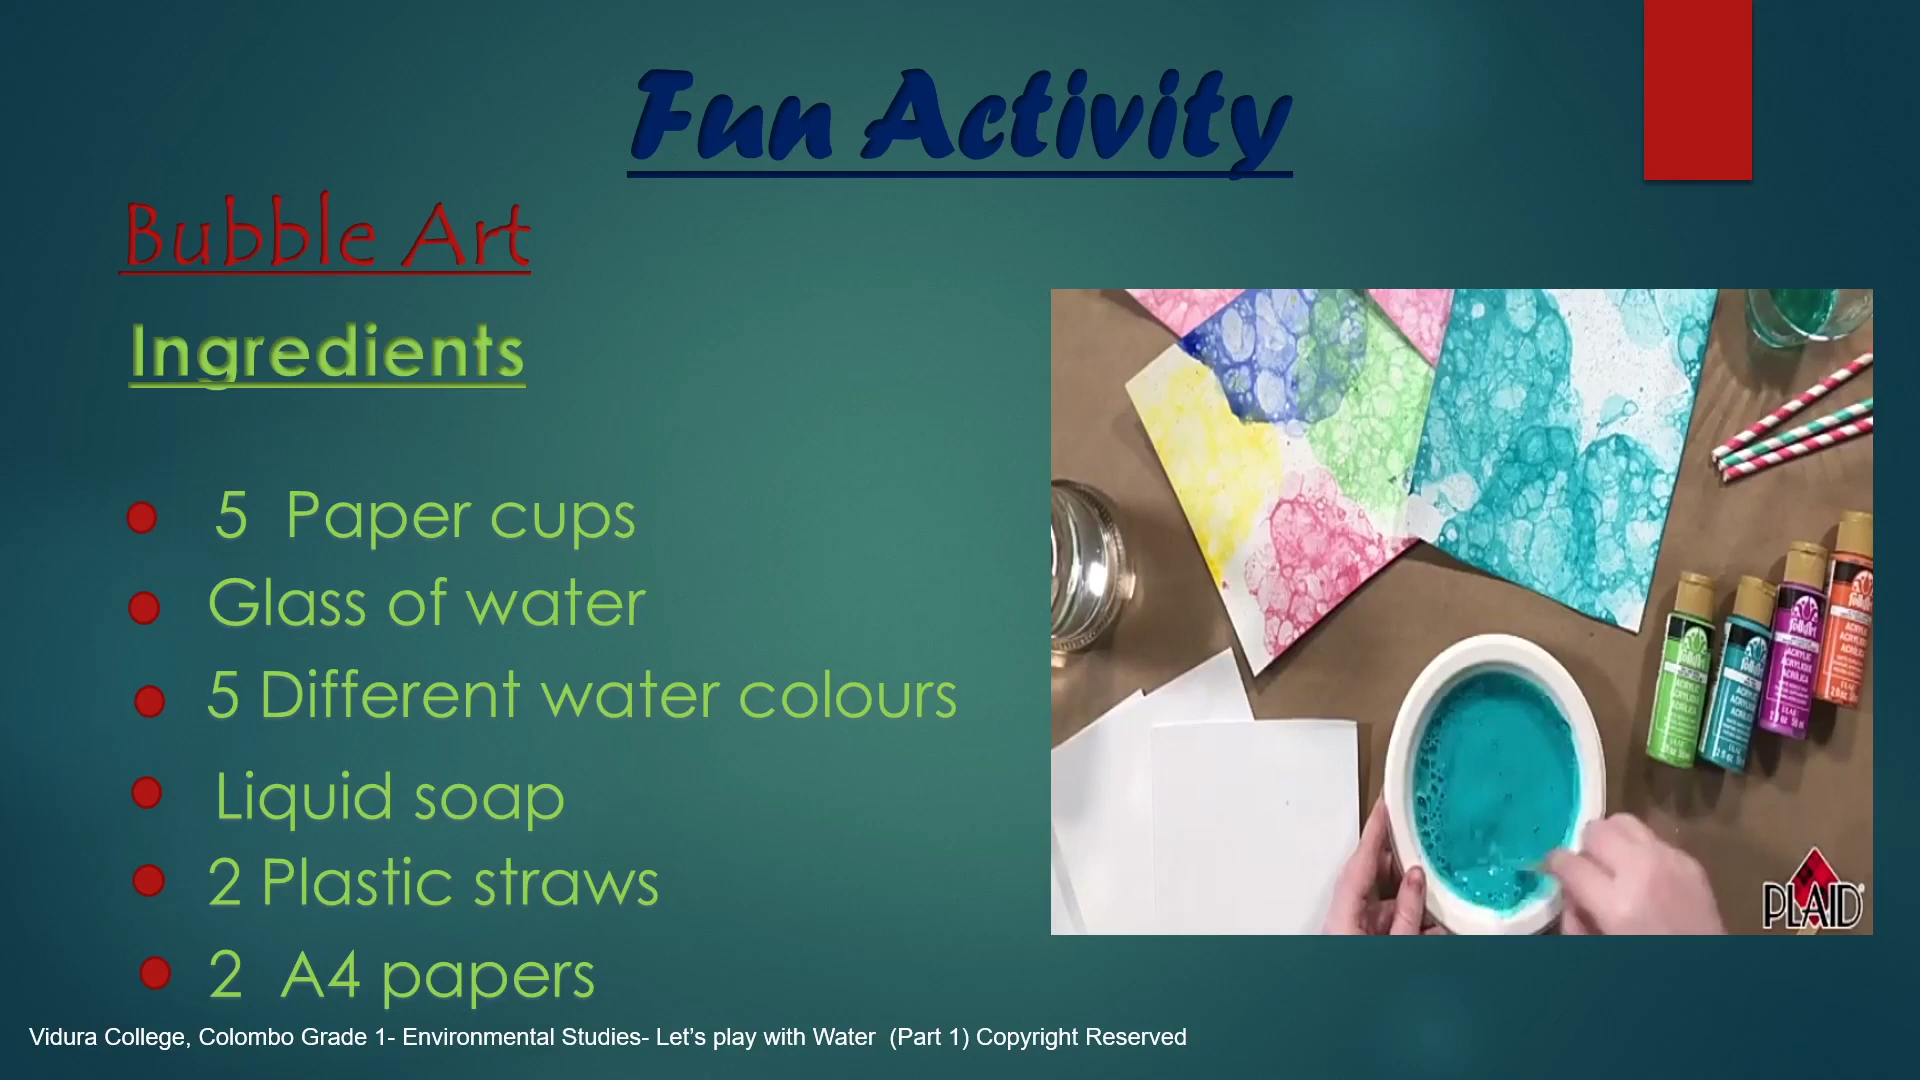 Fun Activity
Bubble Art
Ingredients
5 Paper cups
Glass of water
5 Different water colours
Liquid soap
2 Plastic straws
2 A4 papers
PLAID
Vidura College, Colombo Grade 1- Environmental Studies- Let’s play with Water (Part 1) Copyright Reserved